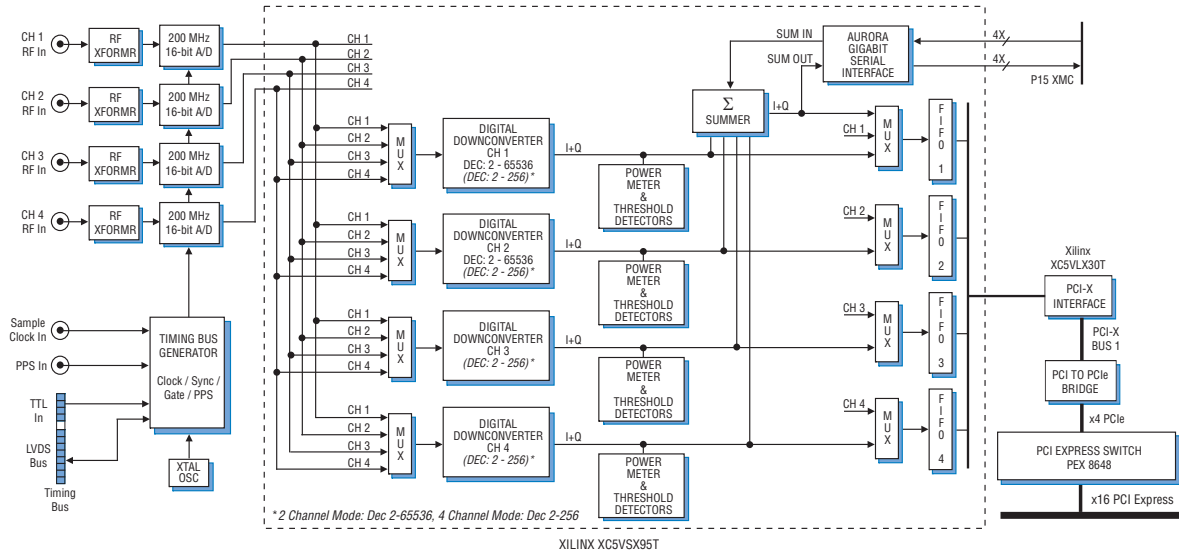 CH 1
RF In
RF
XFORMR
200 MHz
16-bit A/D
CH 2
RF In
RF
XFORMR
200 MHz
16-bit A/D
CH 3
RF In
RF
XFORMR
200 MHz
16-bit A/D
CH 4
RF In
RF
XFORMR
200 MHz
16-bit A/D
Sample
Clock In
PPS In
TTL
In
LVDS
Bus
Timing
Bus
TIMING BUS
GENERATOR
Clock / Sync /
Gate / PPS
XTAL
OSC
CH 1
CH 2
CH 3
CH 4
SUM IN
SUM OUT
AURORA
GIGABIT
SERIAL
INTERFACE
4X
4X
P15 XMC
Σ
SUMMER
I+Q
CH 1
CH 2
CH 3
CH 4
MUX
DIGITAL
DOWNCONVERTER
CH 1
DEC: 2 - 65536
(DEC: 2 - 256)*
I+Q
POWER
METER
&
THRESHOLD
DETECTORS
CH 1
MUX
FIFO 1
CH 1
CH 2
CH 3
CH 4
MUX
DIGITAL
DOWNCONVERTER
CH 2
DEC: 2 - 65536
(DEC: 2 - 256)*
I+Q
POWER
METER
&
THRESHOLD
DETECTORS
CH 2
MUX
FIFO 2
CH 1
CH 2
CH 3
CH 4
MUX
DIGITAL
DOWNCONVERTER
CH 3
(DEC: 2 - 256)*
I+Q
POWER
METER
&
THRESHOLD
DETECTORS
CH 3
MUX
FIFO 3
CH 1
CH 2
CH 3
CH 4
MUX
DIGITAL
DOWNCONVERTER
CH 4
(DEC: 2 - 256)*
I+Q
POWER
METER
&
THRESHOLD
DETECTORS
CH 4
MUX
FIFO 4
Xilinx
XC5VLX30T
PCI-X
INTERFACE
PCI-X
BUS 1
PCI TO PCIe
BRIDGE
x4 PCIe
PCI EXPRESS SWITCH
PEX 8648
x16 PCI Express
* 2 Channel Mode: Dec 2-65536, 4 Channel Mode: Dec 2-256
XILINX XC5VSX95T